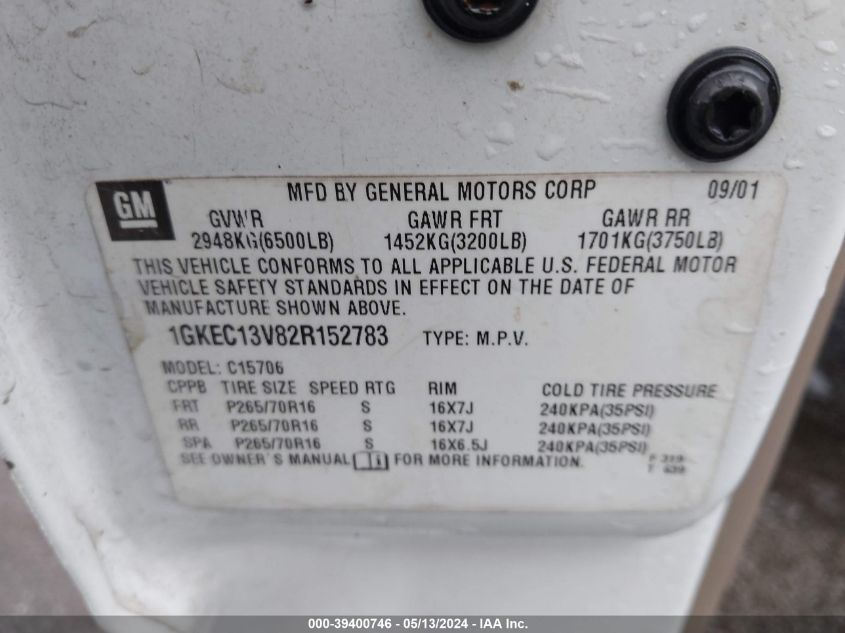 GM
MFD BY GENERAL MOTORS CORP 09/01
GVWR GAWR FRT GAWR RR
2948KG(6500LB) 1452KG(3200LB) 1701KG(3750LB)
THIS VEHICLE CONFORMS TO ALL APPLICABLE U.S. FEDERAL MOTOR
VEHICLE SAFETY STANDARDS IN EFFECT ON THE DATE OF
MANUFACTURE SHOWN ABOVE.
1GKEC13V82R152783 TYPE: M.P.V.
MODEL: C15706
CPPB TIRE SIZE SPEED RTG RIM COLD TIRE PRESSURE
FRT P265/70R16 S 16X7J 240KPA(35PSI)
RR P265/70R16 S 16X7J 240KPA(35PSI)
SPA P265/70R16 S 16X6.5J 240KPA(35PSI)
SEE OWNER'S MANUAL i FOR MORE INFORMATION.
000-39400746 - 05/13/2024 - IAA Inc.